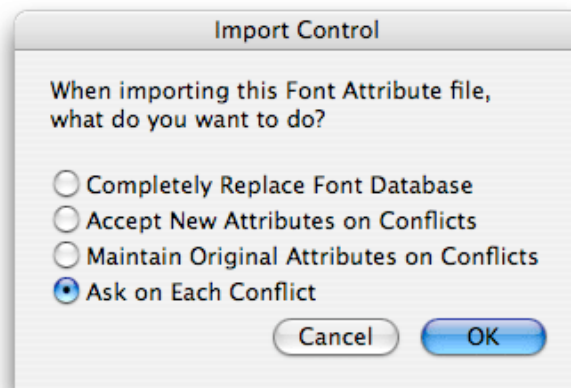 Import Control
When importing this Font Attribute file,
what do you want to do?
Completely Replace Font Database
Accept New Attributes on Conflicts
Maintain Original Attributes on Conflicts
Ask on Each Conflict
Cancel OK